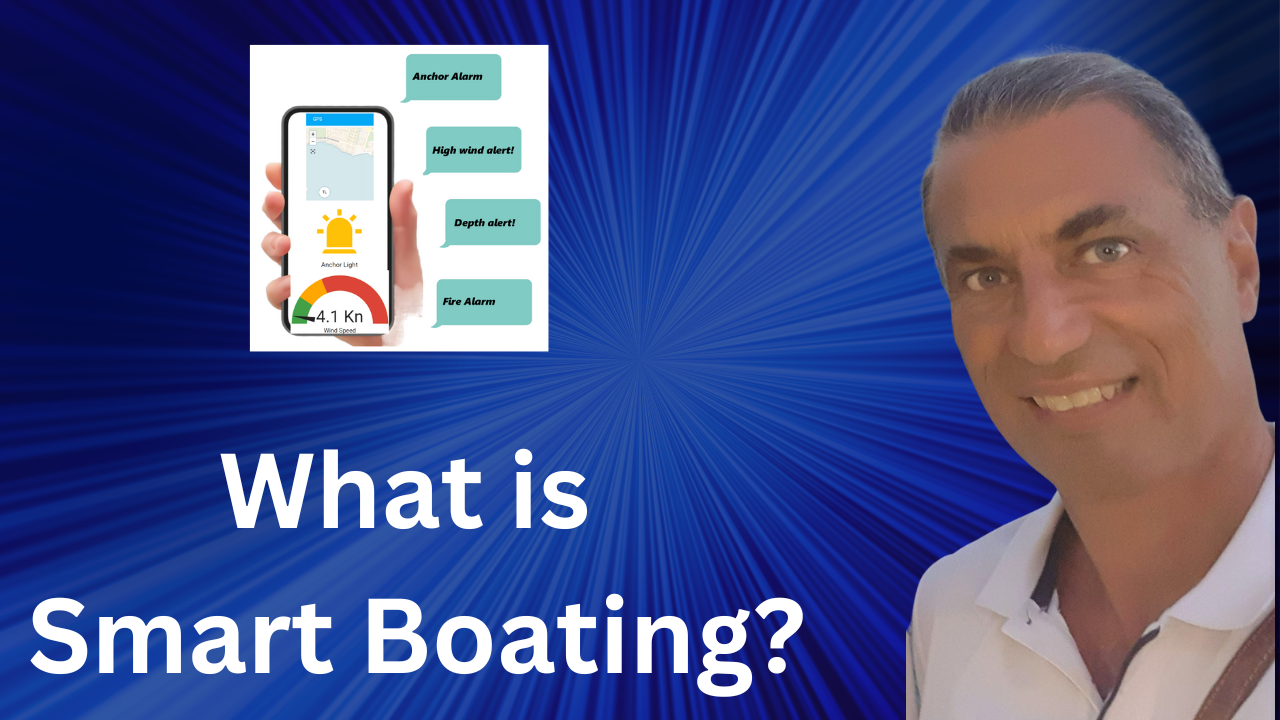 Anchor Alarm
GPS
High wind alert!
Depth alert!
Anchor Light
Fire Alarm
4.1 Kn
Wind Speed
What is
Smart Boating?